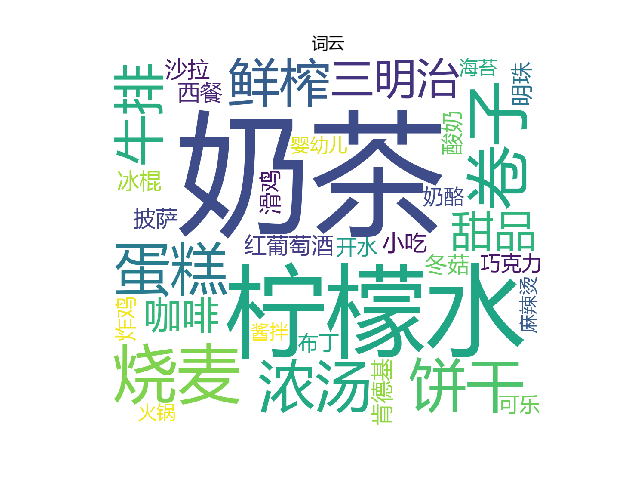 词云
沙拉
鲜榨
三明治
海苔
明珠
牛排
西餐
卷子
冰棍
奶茶
婴幼儿
酸奶
滑鸡
奶酪
披萨
甜品
红葡萄酒
开水
小吃
蛋糕
柠檬水
冬菇
巧克力
麻辣烫
炸鸡
咖啡
酱拌
布丁
烧麦
浓汤
肯德基
饼干
火锅
可乐